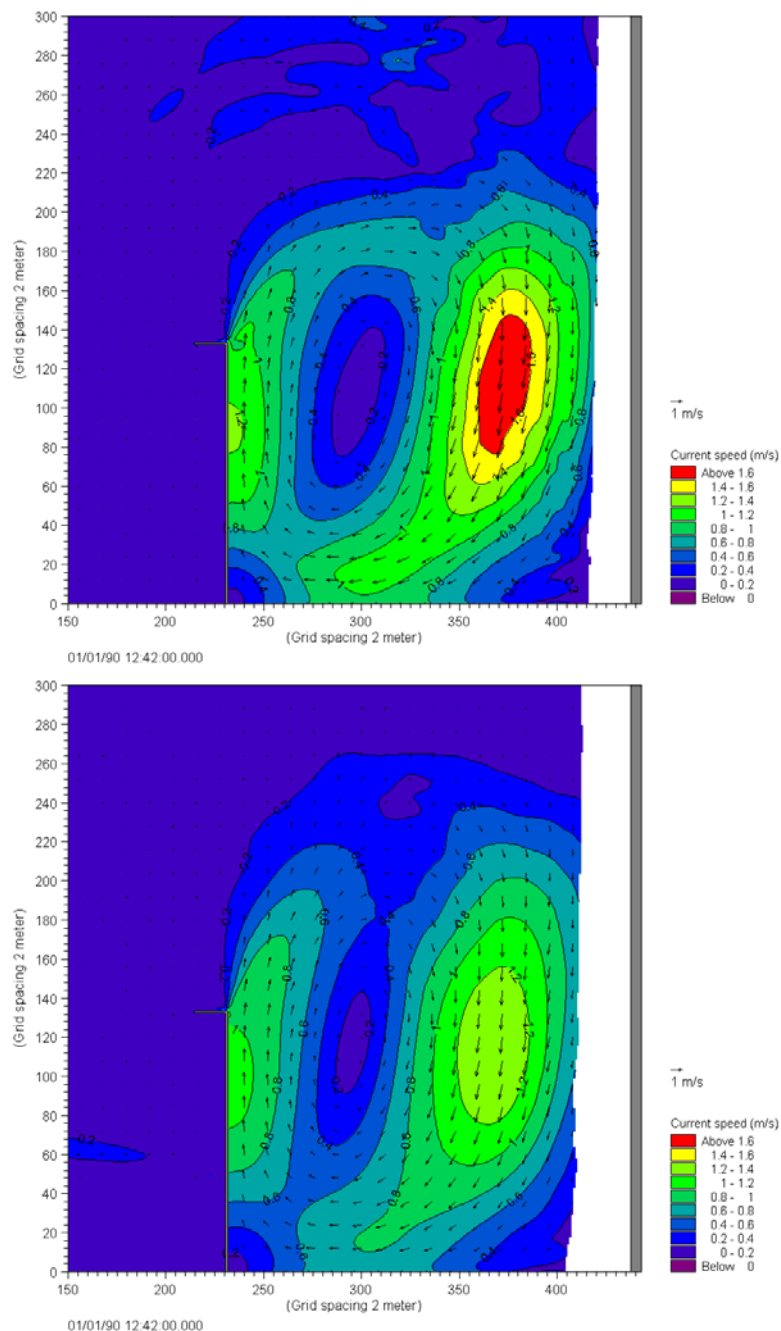 300
280
260
240
220
200
180
160
140
120
100
80
60
40
20
0
(Grid spacing 2 meter)
150 200 250 300 350 400
(Grid spacing 2 meter)
01/01/90 12:42:00.000
1 m/s
Current speed (m/s)
Above 1.6
1.4 - 1.6
1.2 - 1.4
1 - 1.2
0.8 - 1
0.6 - 0.8
0.4 - 0.6
0.2 - 0.4
0 - 0.2
Below 0
300
280
260
240
220
200
180
160
140
120
100
80
60
40
20
0
(Grid spacing 2 meter)
150 200 250 300 350 400
(Grid spacing 2 meter)
01/01/90 12:42:00.000
1 m/s
Current speed (m/s)
Above 1.6
1.4 - 1.6
1.2 - 1.4
1 - 1.2
0.8 - 1
0.6 - 0.8
0.4 - 0.6
0.2 - 0.4
0 - 0.2
Below 0